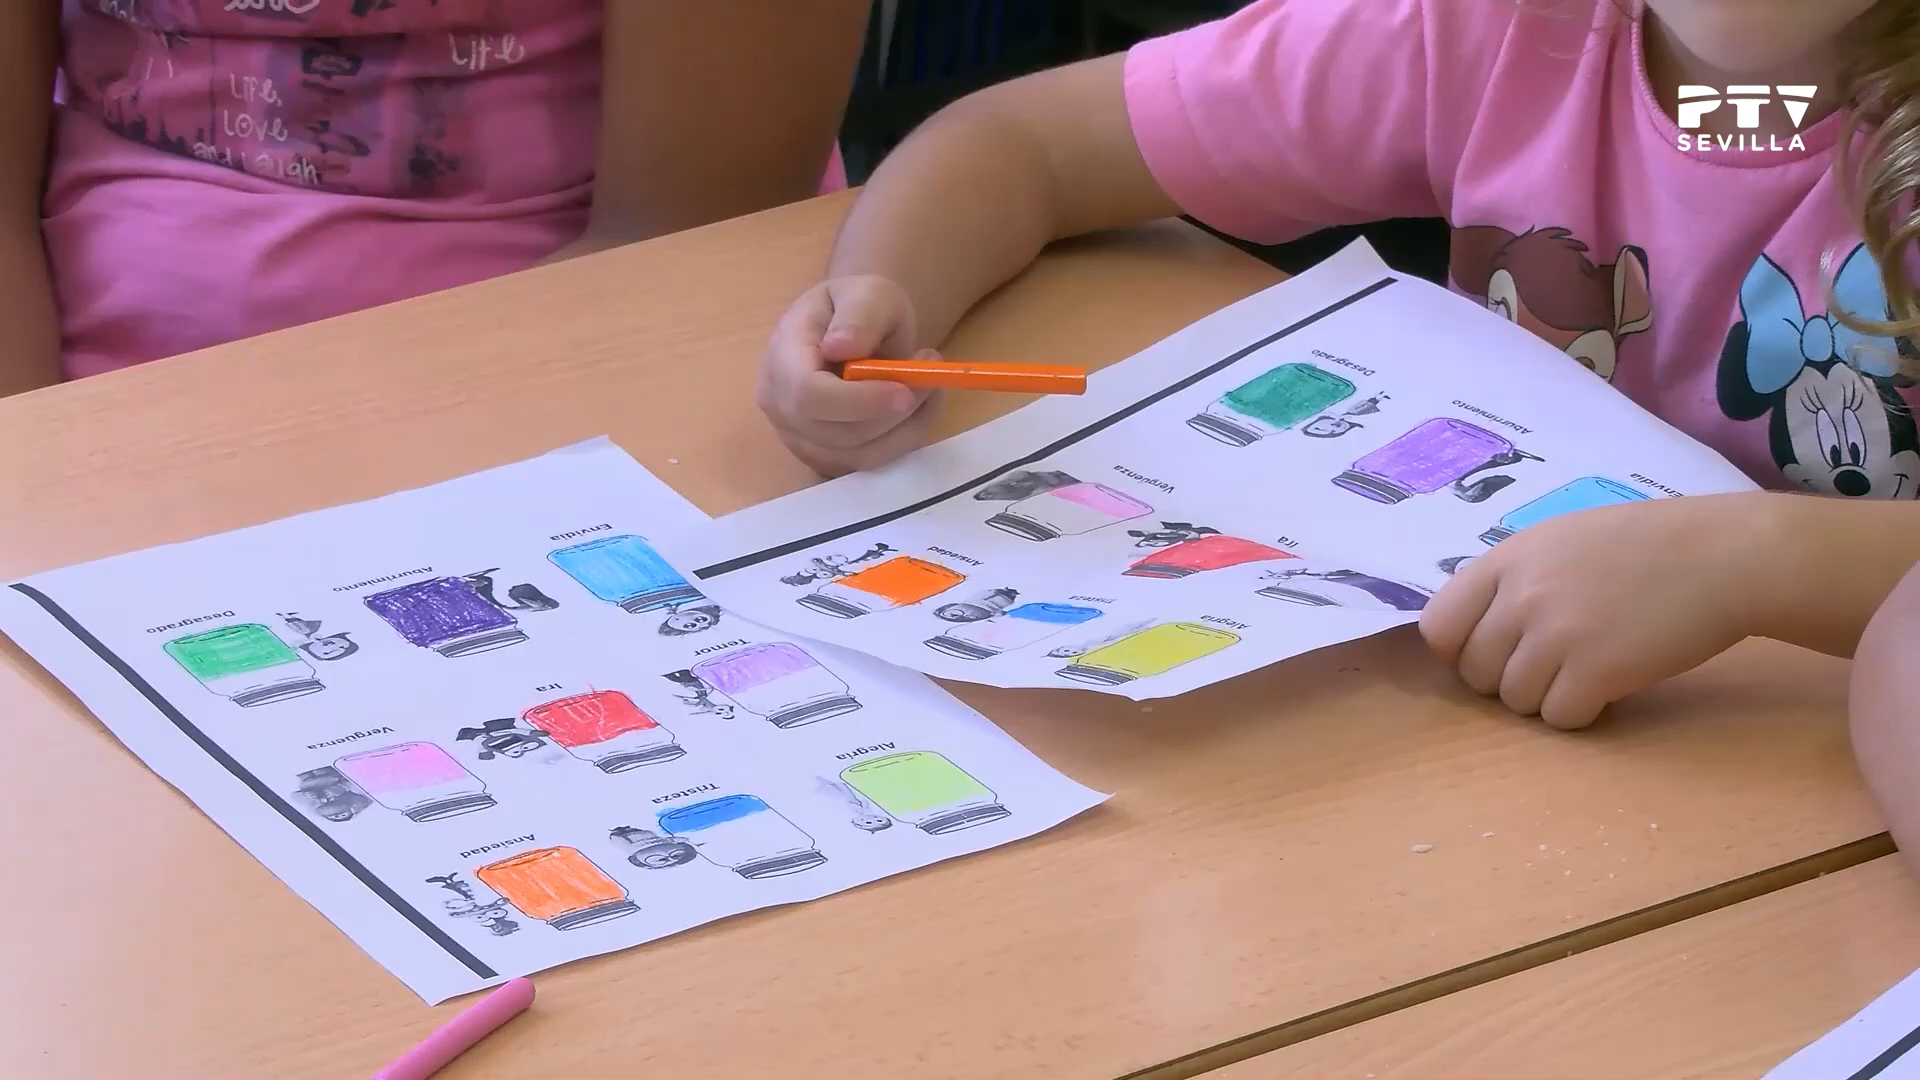 love
Life
Life,
Love
and Laugh
PTV
SEVILLA
Desagrado
Aburrimiento
Envidia
Vergüenza
Ira
Ansiedad
Alegría
Envidia
Aburrimiento
Desagrado
Temor
Ira
Vergüenza
Alegría
Tristeza
Ansiedad